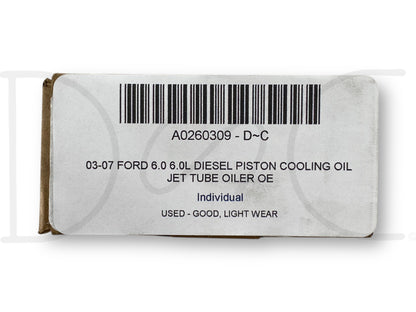 A0260309 - D~C
03-07 FORD 6.0 6.0L DIESEL PISTON COOLING OIL
JET TUBE OILER OE
Individual
USED - GOOD, LIGHT WEAR